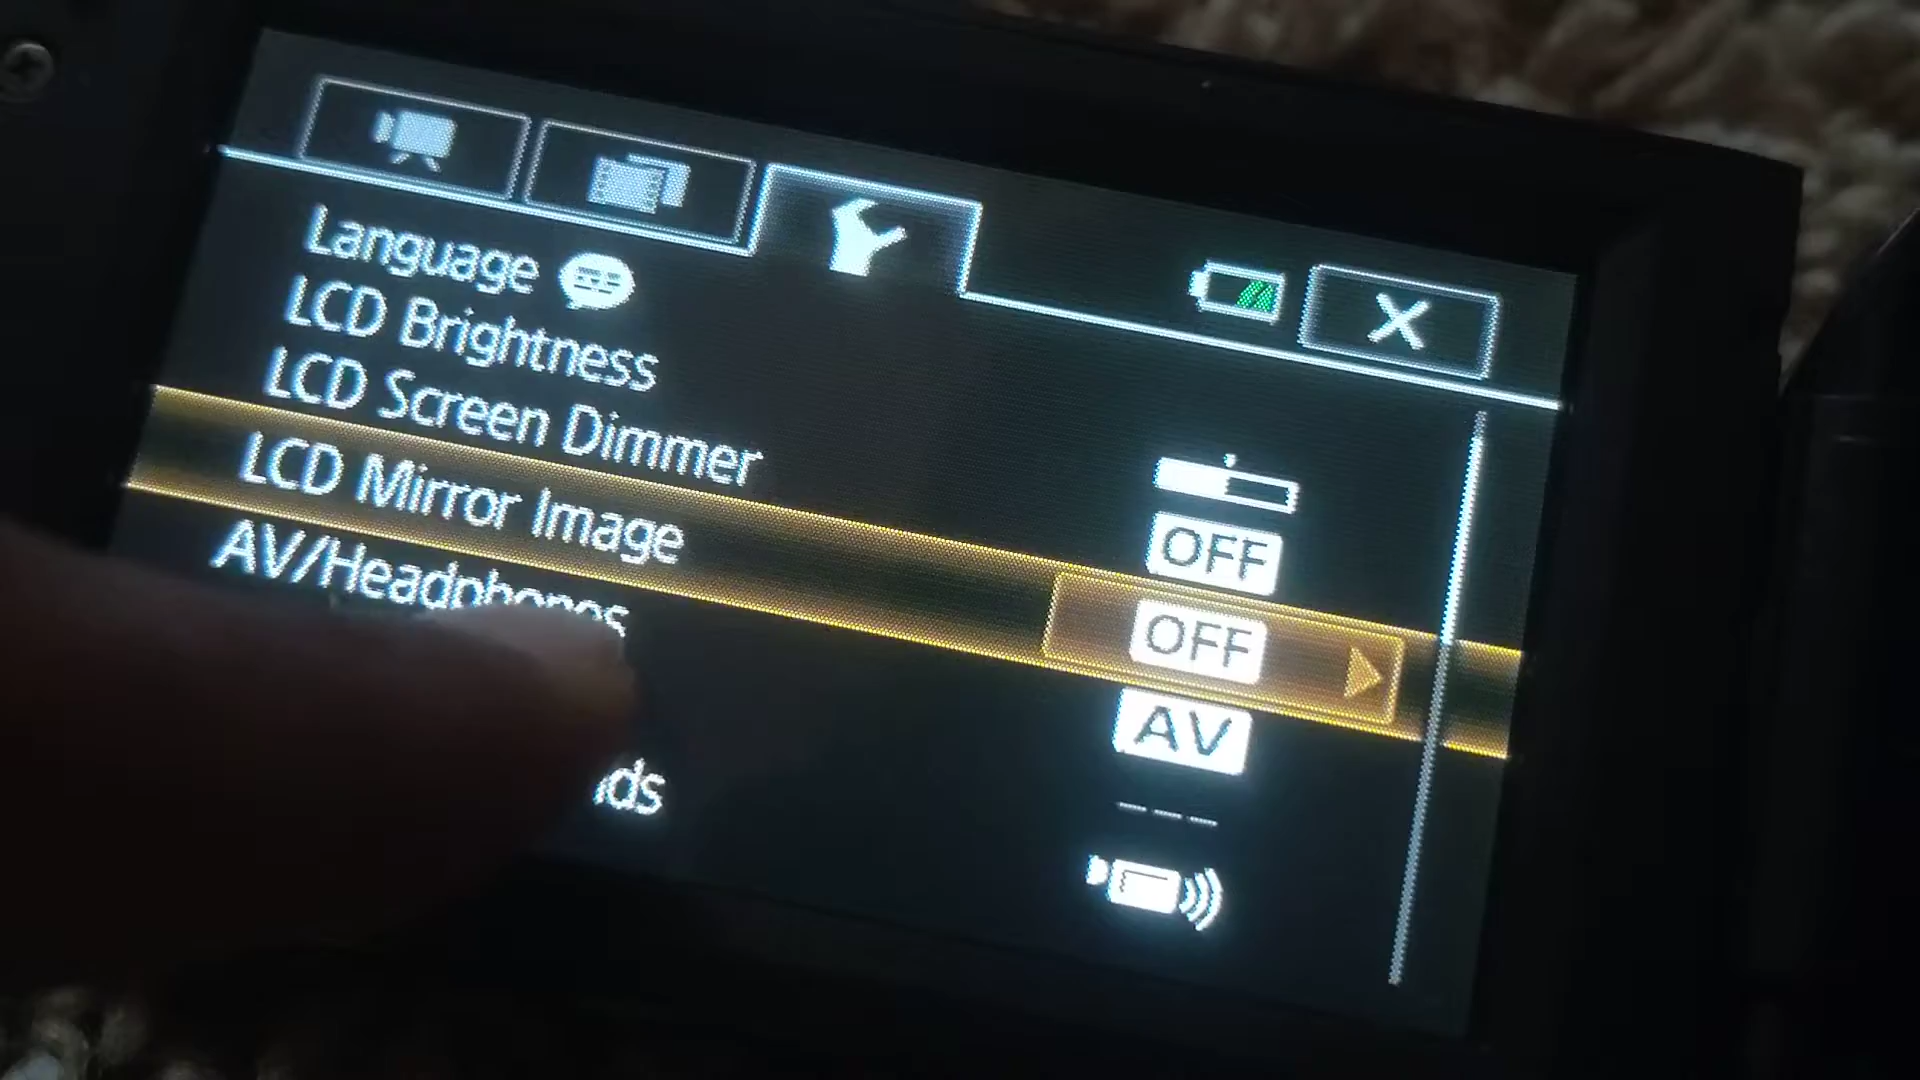 X
Language
LCD Brightness
LCD Screen Dimmer OFF
LCD Mirror Image OFF
AV/Headphones AV
---